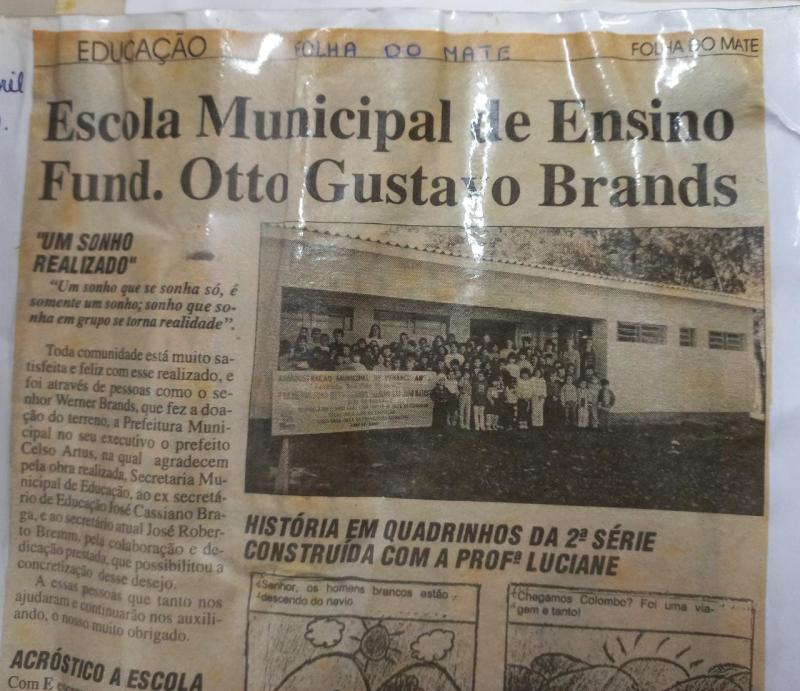 EDUCAÇÃO
FOLHA DO MATE
FOLHA DO MATE
ril
Escola Municipal de Ensino
Fund. Otto Gustavo Brands
"UM SONHO
REALIZADO"
"Um sonho que se sonha só, é
somente um sonho; sonho que so-
nha em grupo se torna realidade".
Toda comunidade está muito sa-
tisfeita e feliz com esse realizado, e
foi através de pessoas como o se-
nhor Werner Brands, que fez a doa-
ção do terreno, a Prefeitura Muni-
cipal no seu executivo o prefeito
Celso Artus, na qual agradecem
pela obra realizada, Secretaria Mu-
nicipal de Educação, ao ex secretá-
rio de Educação José Cassiano Bra-
ga, e ao secretário atual José Rober-
to Bremm, pela colaboração e de-
dicação prestada, que possibilitou a
concretização desse desejo.
A essas pessoas que tanto nos
ajudaram e continuarão nos auxili-
ando, o nosso muito obrigado.
ACRÓSTICO A ESCOLA
Com E
ADMINISTRAÇÃO MUNICIPAL DE
HISTÓRIA EM QUADRINHOS DA 2ª SÉRIE
CONSTRUÍDA COM A PROFª LUCIANE
Senhor, os homens brancos estão
descendo do navio
Chegamos Colombo? Foi uma via-
gem e tanto!